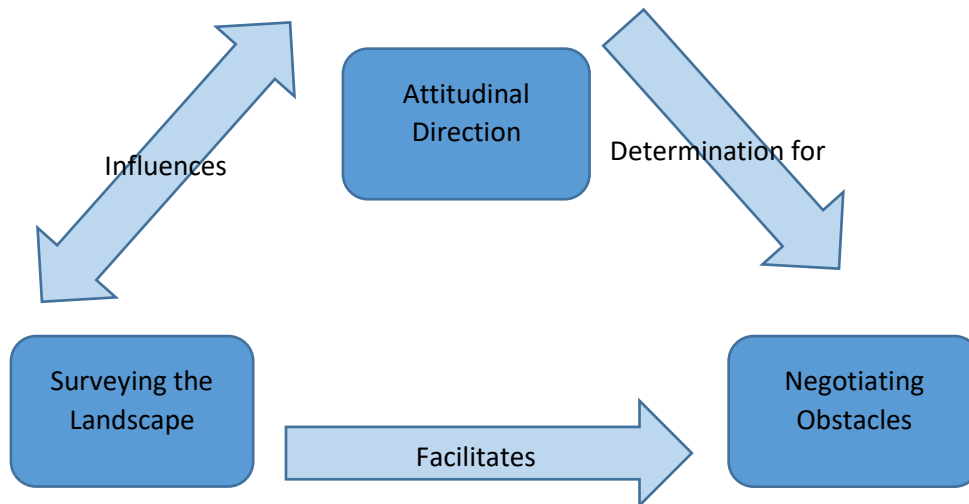 Attitudinal
Direction
Influences
Determination for
Surveying the
Landscape
Negotiating
Obstacles
Facilitates